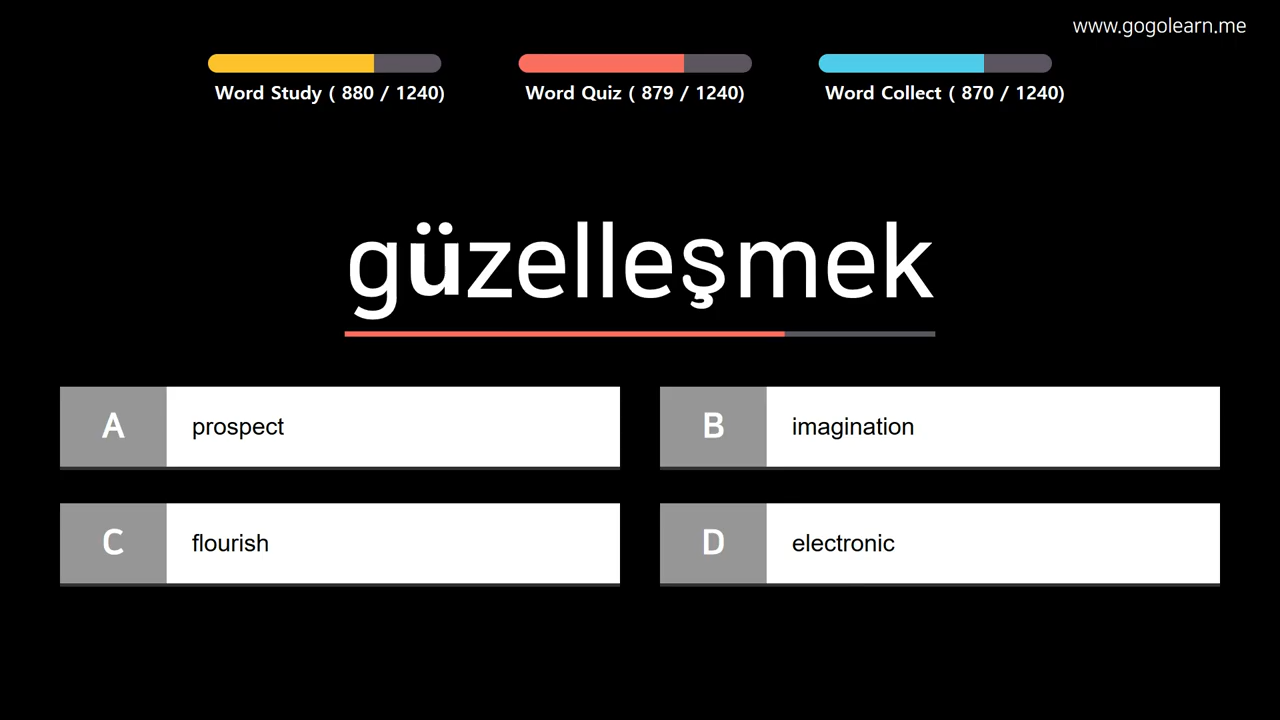 www.gogolearn.me
Word Study ( 880 / 1240)
Word Quiz ( 879 / 1240)
Word Collect ( 870 / 1240)
güzelleşmek
A prospect
B imagination
C flourish
D electronic